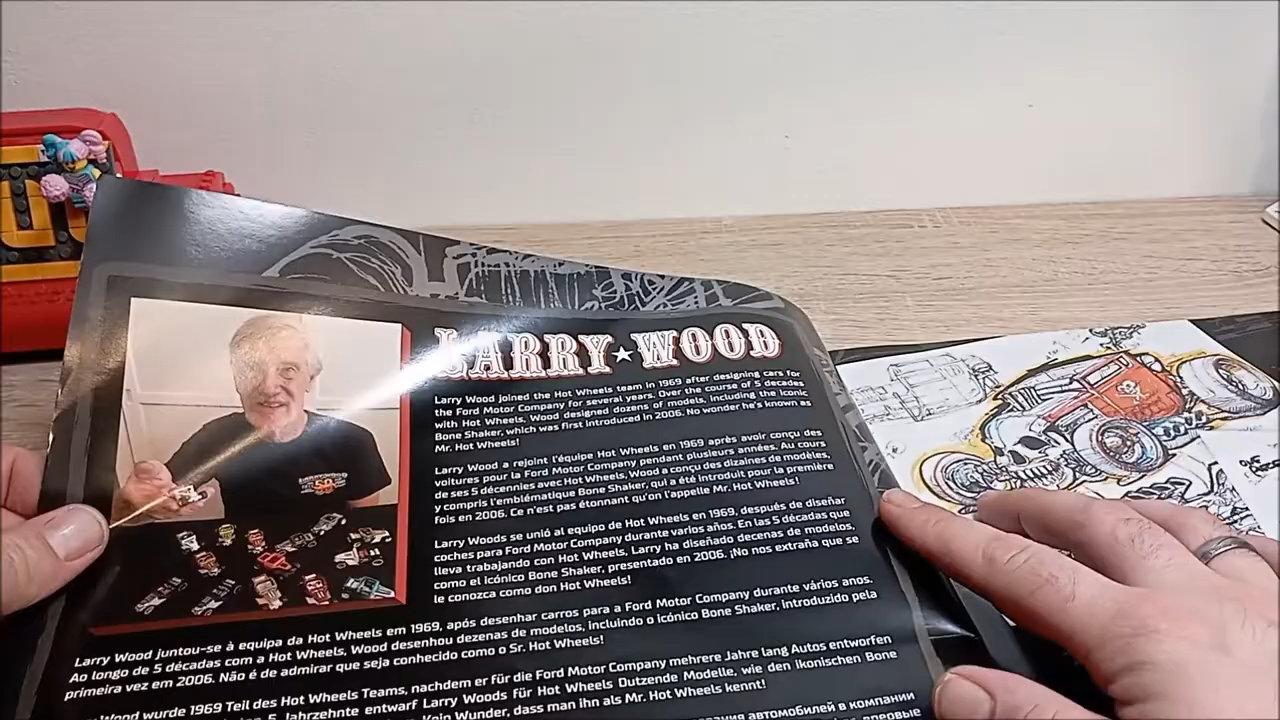 LARRY★WOOD
Larry Wood joined the Hot Wheels team in 1969 after designing cars for
the Ford Motor Company for several years. Over the course of 5 decades
with Hot Wheels, Wood designed dozens of models, including the iconic
Bone Shaker, which was first introduced in 2006. No wonder he's known as
Mr. Hot Wheels!
Larry Wood a rejoint l'équipe Hot Wheels en 1969 après avoir conçu des
voitures pour la Ford Motor Company pendant plusieurs années. Au cours
de ses 5 décennies avec Hot Wheels, Wood a conçu des dizaines de modèles,
y compris l'emblématique Bone Shaker, qui a été introduit pour la première
fois en 2006. Ce n'est pas étonnant qu'on l'appelle Mr. Hot Wheels!
Larry Woods se unió al equipo de Hot Wheels en 1969, después de diseñar
coches para Ford Motor Company durante varios años. En las 5 décadas que
lleva trabajando con Hot Wheels, Larry ha diseñado decenas de modelos,
como el icónico Bone Shaker, presentado en 2006. ¡No nos extraña que se
le conozca como don Hot Wheels!
Larry Wood juntou-se à equipa da Hot Wheels em 1969, após desenhar carros para a Ford Motor Company durante vários anos.
Ao longo de 5 décadas com a Hot Wheels, Wood desenhou dezenas de modelos, incluindo o icónico Bone Shaker, introduzido pela
primeira vez em 2006. Não é de admirar que seja conhecido como o Sr. Hot Wheels!
Wood wurde 1969 Teil des Hot Wheels Teams, nachdem er für die Ford Motor Company mehrere Jahre lang Autos entworfen
5 Jahrzehnte entwarf Larry Woods für Hot Wheels Dutzende Modelle, wie den ikonischen Bone
Kein Wunder, dass man ihn als Mr. Hot Wheels kennt!
автомобилей в компании
впервые